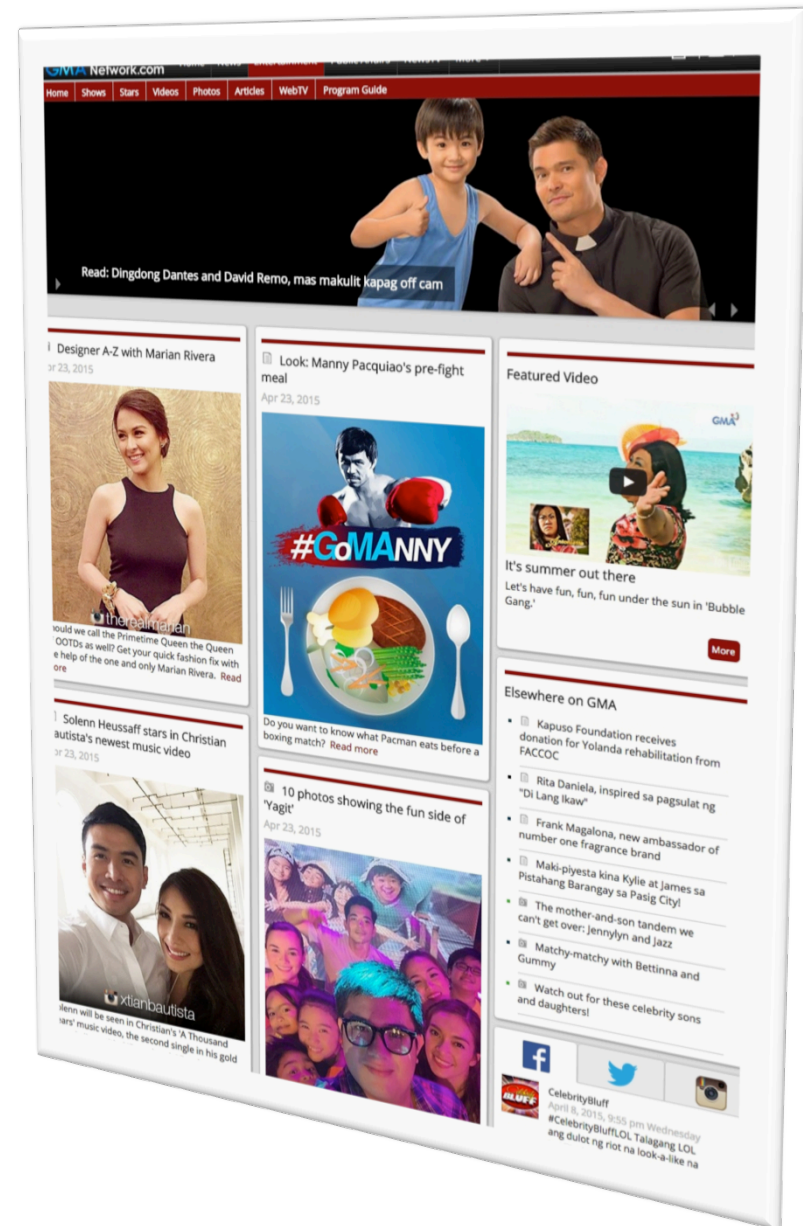 GMA Network.com
Home Shows Stars Videos Photos Articles WebTV Program Guide
Read: Dingdong Dantes and David Remo, mas makulit kapag off cam
Designer A-Z with Marian Rivera
23, 2015
therealmarian
we call the Primetime Queen the Queen
OOTDs as well? Get your quick fashion fix with
help of the one and only Marian Rivera. Read
Solenn Heussaff stars in Christian
newest music video
23, 2015
xtianbautista
will be seen in Christian's 'A Thousand
music video, the second single in his gold
Look: Manny Pacquiao's pre-fight
meal
Apr 23, 2015
#GoMANNY
Do you want to know what Pacman eats before a
boxing match? Read more
10 photos showing the fun side of
'Yagit'
Apr 23, 2015
Featured Video
GMA
It's summer out there
Let's have fun, fun, fun under the sun in 'Bubble
Gang.'
More
Elsewhere on GMA
Kapuso Foundation receives
donation for Yolanda rehabilitation from
FACCOC
Rita Daniela, inspired sa pagsulat ng
"Di Lang Ikaw"
Frank Magalona, new ambassador of
number one fragrance brand
Maki-piyesta kina Kylie at James sa
Pistahang Barangay sa Pasig City!
The mother-and-son tandem we
can't get over: Jennylyn and Jazz
Matchy-matchy with Bettinna and
Gummy
Watch out for these celebrity sons
and daughters!
BLUFF
CelebrityBluff
April 8, 2015, 9:55 pm Wednesday
#CelebrityBluffLOL Talagang LOL
ang dulot ng riot na look-a-like na